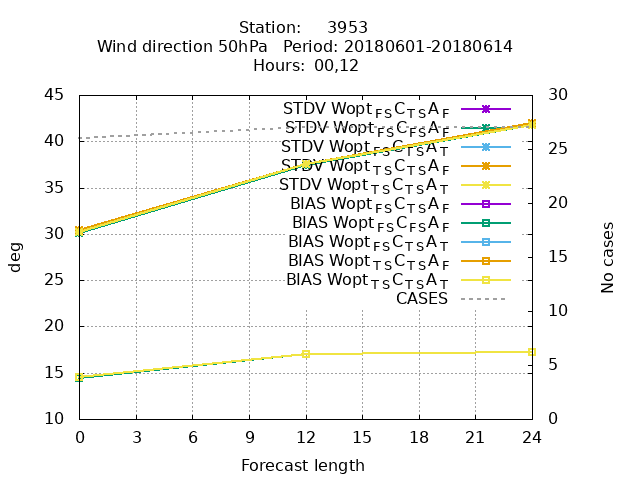 Station: 3953
Wind direction 50hPa Period: 20180601-20180614
Hours: 00,12
45 30
STDV Wopt FS C TS A F
STDV Wopt FS C FS A F
40
STDV Wopt FS C TS A T
25
STDV Wopt TS C TS A F
35
STDV Wopt TS C TS A T
BIAS Wopt FS C TS A F
20
BIAS Wopt FS C FS A F
30
BIAS Wopt FS C TS A T
15
BIAS Wopt TS C TS A F
25
BIAS Wopt TS C TS A T
CASES
10
20
15 5
10 0
0 3 6 9 12 15 18 21 24
Forecast length
deg
No cases